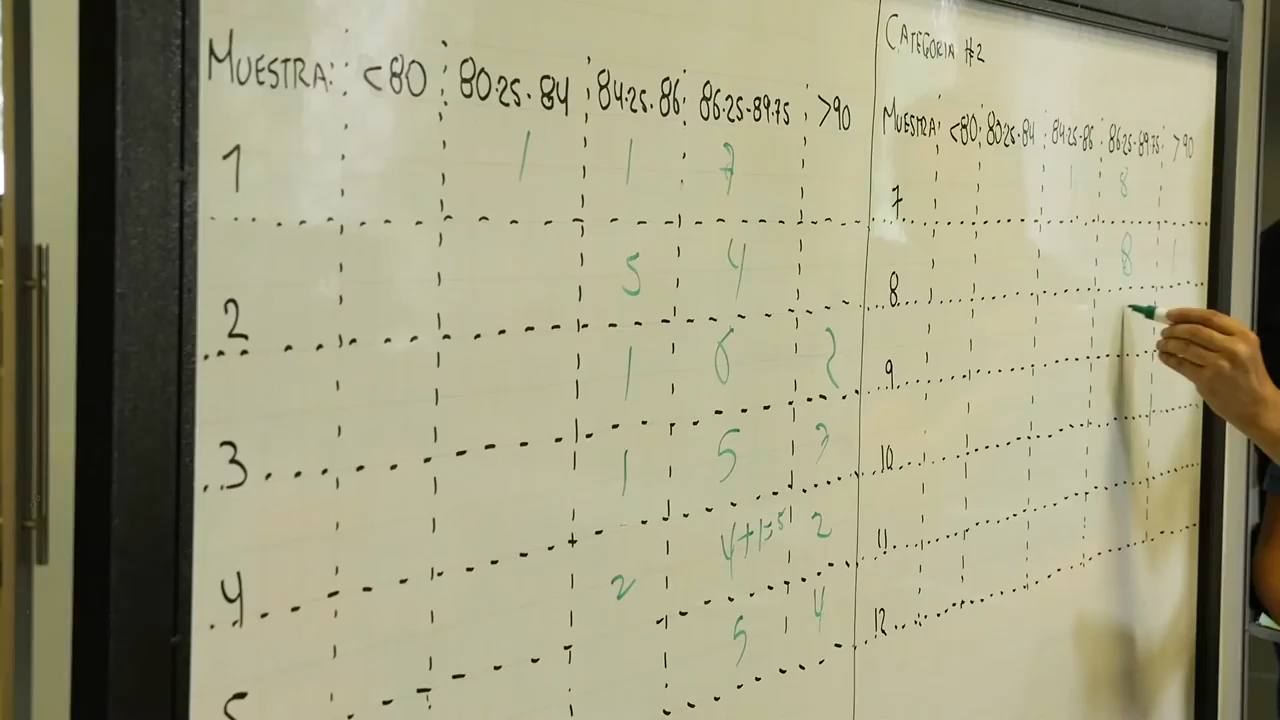 MUESTRA: <80 80.25-84 84.25-86 86.25-89.75 >90
1 1 1 7
2 5 4
3 1 6 2
4 1 5 3
5 2 4+1=5 2
5 4
CATEGORIA #2
MUESTRA <80 80.25-84 84.25-86 86.25-89.75 >90
7 1 8
8 8 1
9
10
11
12